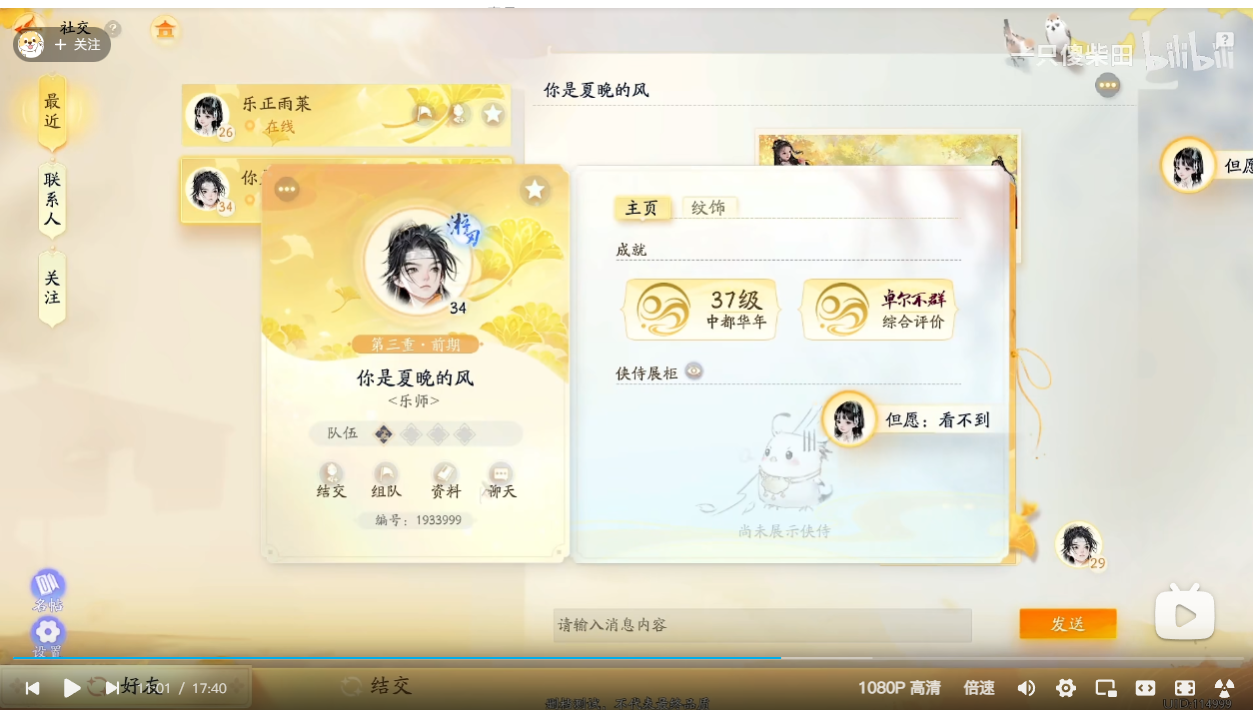 社交
?
+ 关注
一只傻柴田 bilibili
?
最近
联系人
关注
乐正雨莱
26
在线
34
你是夏晚的风
但愿
34
第三重·前期
你是夏晚的风
<乐师>
队伍
结交 组队 资料 聊天
编号：1933999
主页 纹饰
成就
37级
中都华年
卓尔不群
综合评价
侠侍展柜
但愿：看不到
尚未展示侠侍
29
名帖
设置
请输入消息内容
发送
好友
结交
/ 17:40
1080P 高清 倍速